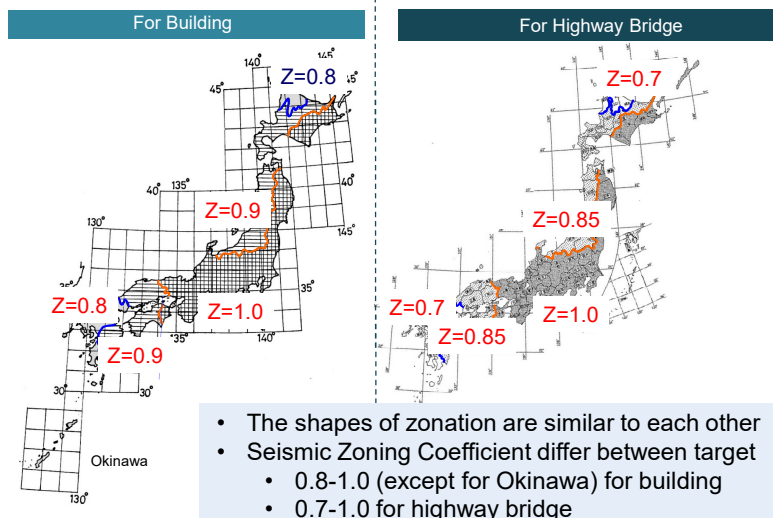 For Building
For Highway Bridge
140°
145°
Z=0.8
45°
Z=0.7
40°
135°
40°
Z=0.9
Z=0.85
130°
145°
Z=0.8
35°
Z=0.7
Z=1.0
Z=1.0
135°
140°
Z=0.9
Z=0.85
30°
30°
Okinawa
130°
• The shapes of zonation are similar to each other
• Seismic Zoning Coefficient differ between target
• 0.8-1.0 (except for Okinawa) for building
• 0.7-1.0 for highway bridge